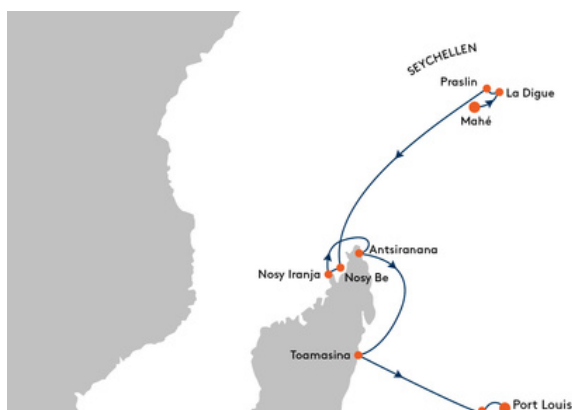 SEYCHELLEN
Praslin
La Digue
Mahé
Antsiranana
Nosy Iranja
Nosy Be
Toamasina
Port Louis